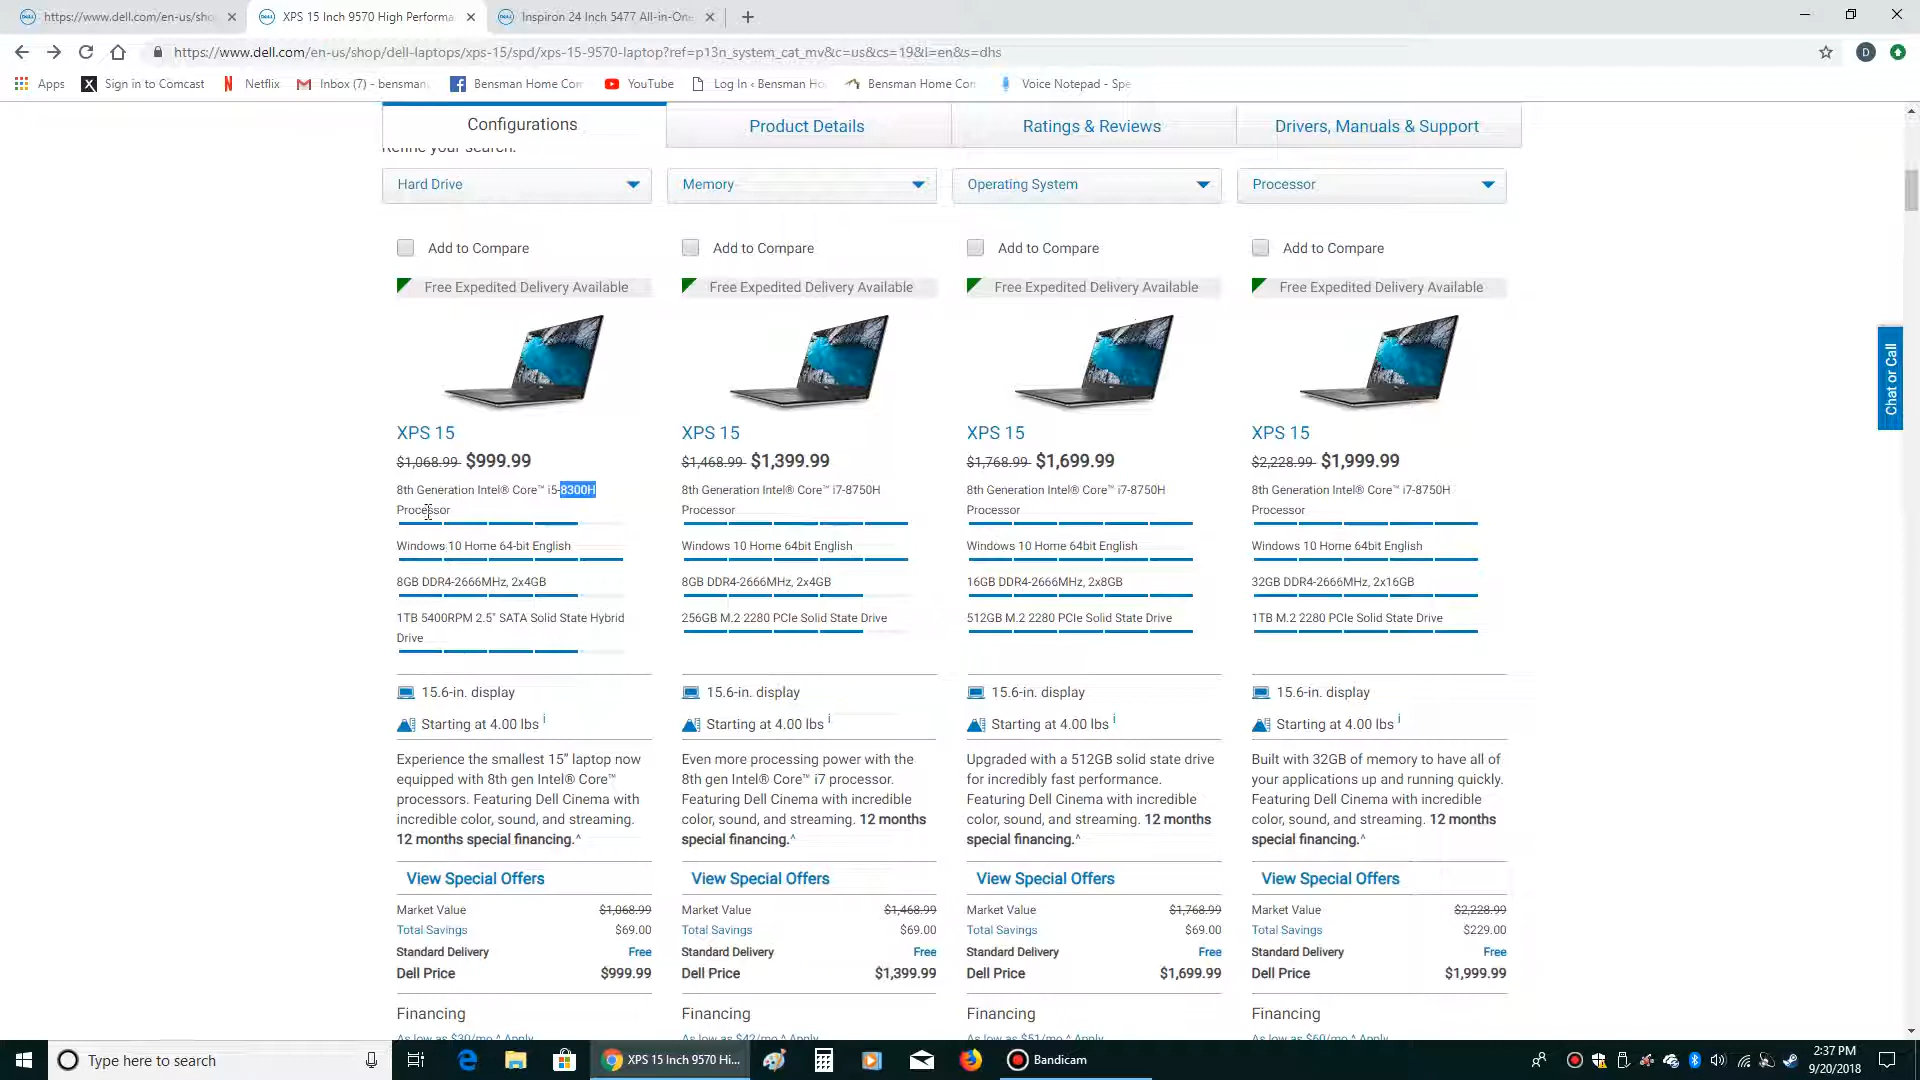 https://www.dell.com/en-us/sho
XPS 15 Inch 9570 High Performa
Inspiron 24 Inch 5477 All-in-One
https://www.dell.com/en-us/shop/dell-laptops/xps-15/spd/xps-15-9570-laptop?ref=p13n_system_cat_mv&c=us&cs=19&l=en&s=dhs
D
Apps
Sign in to Comcast
Netflix
Inbox (7) - bensman
Bensman Home Com
YouTube
Log In ‹ Bensman Ho
Bensman Home Com
Voice Notepad - Spe
Configurations
Product Details
Ratings & Reviews
Drivers, Manuals & Support
Refine your search:
Hard Drive
Memory
Operating System
Processor
Add to Compare
Add to Compare
Add to Compare
Add to Compare
Free Expedited Delivery Available
Free Expedited Delivery Available
Free Expedited Delivery Available
Free Expedited Delivery Available
XPS 15
XPS 15
XPS 15
XPS 15
$1,068.99 $999.99
$1,468.99 $1,399.99
$1,768.99 $1,699.99
$2,228.99 $1,999.99
8th Generation Intel® Core™ i5-8300H
Processor
8th Generation Intel® Core™ i7-8750H
Processor
8th Generation Intel® Core™ i7-8750H
Processor
8th Generation Intel® Core™ i7-8750H
Processor
Windows 10 Home 64-bit English
Windows 10 Home 64bit English
Windows 10 Home 64bit English
Windows 10 Home 64bit English
8GB DDR4-2666MHz, 2x4GB
8GB DDR4-2666MHz, 2x4GB
16GB DDR4-2666MHz, 2x8GB
32GB DDR4-2666MHz, 2x16GB
1TB 5400RPM 2.5" SATA Solid State Hybrid
Drive
256GB M.2 2280 PCIe Solid State Drive
512GB M.2 2280 PCIe Solid State Drive
1TB M.2 2280 PCIe Solid State Drive
15.6-in. display
15.6-in. display
15.6-in. display
15.6-in. display
Starting at 4.00 lbs i
Starting at 4.00 lbs i
Starting at 4.00 lbs i
Starting at 4.00 lbs i
Experience the smallest 15” laptop now
equipped with 8th gen Intel® Core™
processors. Featuring Dell Cinema with
incredible color, sound, and streaming.
12 months special financing.^
Even more processing power with the
8th gen Intel® Core™ i7 processor.
Featuring Dell Cinema with incredible
color, sound, and streaming. 12 months
special financing.^
Upgraded with a 512GB solid state drive
for incredibly fast performance.
Featuring Dell Cinema with incredible
color, sound, and streaming. 12 months
special financing.^
Built with 32GB of memory to have all of
your applications up and running quickly.
Featuring Dell Cinema with incredible
color, sound, and streaming. 12 months
special financing.^
View Special Offers
View Special Offers
View Special Offers
View Special Offers
Market Value $1,068.99
Total Savings $69.00
Standard Delivery Free
Dell Price $999.99
Market Value $1,468.99
Total Savings $69.00
Standard Delivery Free
Dell Price $1,399.99
Market Value $1,768.99
Total Savings $69.00
Standard Delivery Free
Dell Price $1,699.99
Market Value $2,228.99
Total Savings $229.00
Standard Delivery Free
Dell Price $1,999.99
Financing
Financing
Financing
Financing
As low as $30/mo.^ Apply
As low as $42/mo.^ Apply
As low as $51/mo.^ Apply
As low as $60/mo.^ Apply
Chat or Call
Type here to search
XPS 15 Inch 9570 Hi...
Bandicam
2:37 PM
9/20/2018